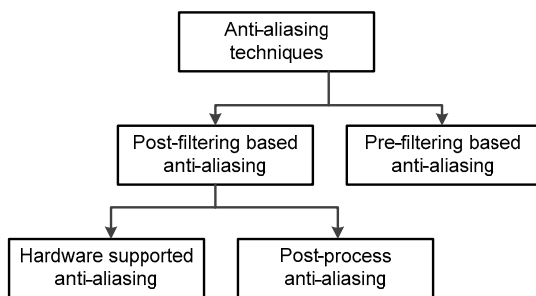 Anti-aliasing
techniques
Post-filtering based
anti-aliasing
Pre-filtering based
anti-aliasing
Hardware supported
anti-aliasing
Post-process
anti-aliasing